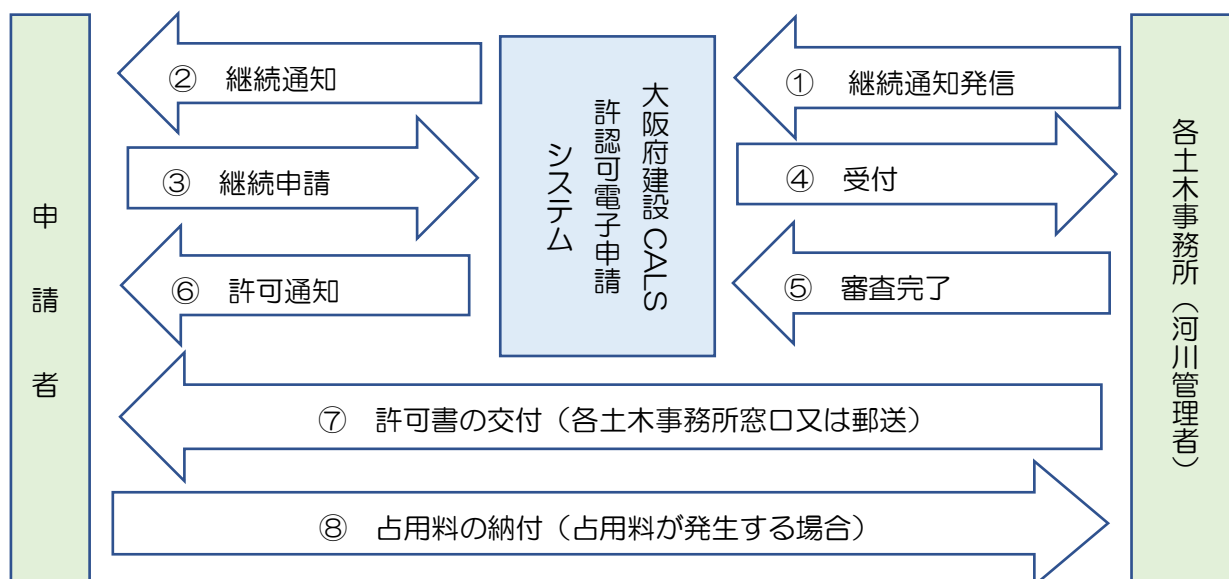 申請者
② 継続通知
③ 継続申請
⑥ 許可通知
大阪府建設CALS
許認可電子申請
システム
① 継続通知発信
④ 受付
⑤ 審査完了
⑦ 許可書の交付（各土木事務所窓口又は郵送）
⑧ 占用料の納付（占用料が発生する場合）
各土木事務所（河川管理者）